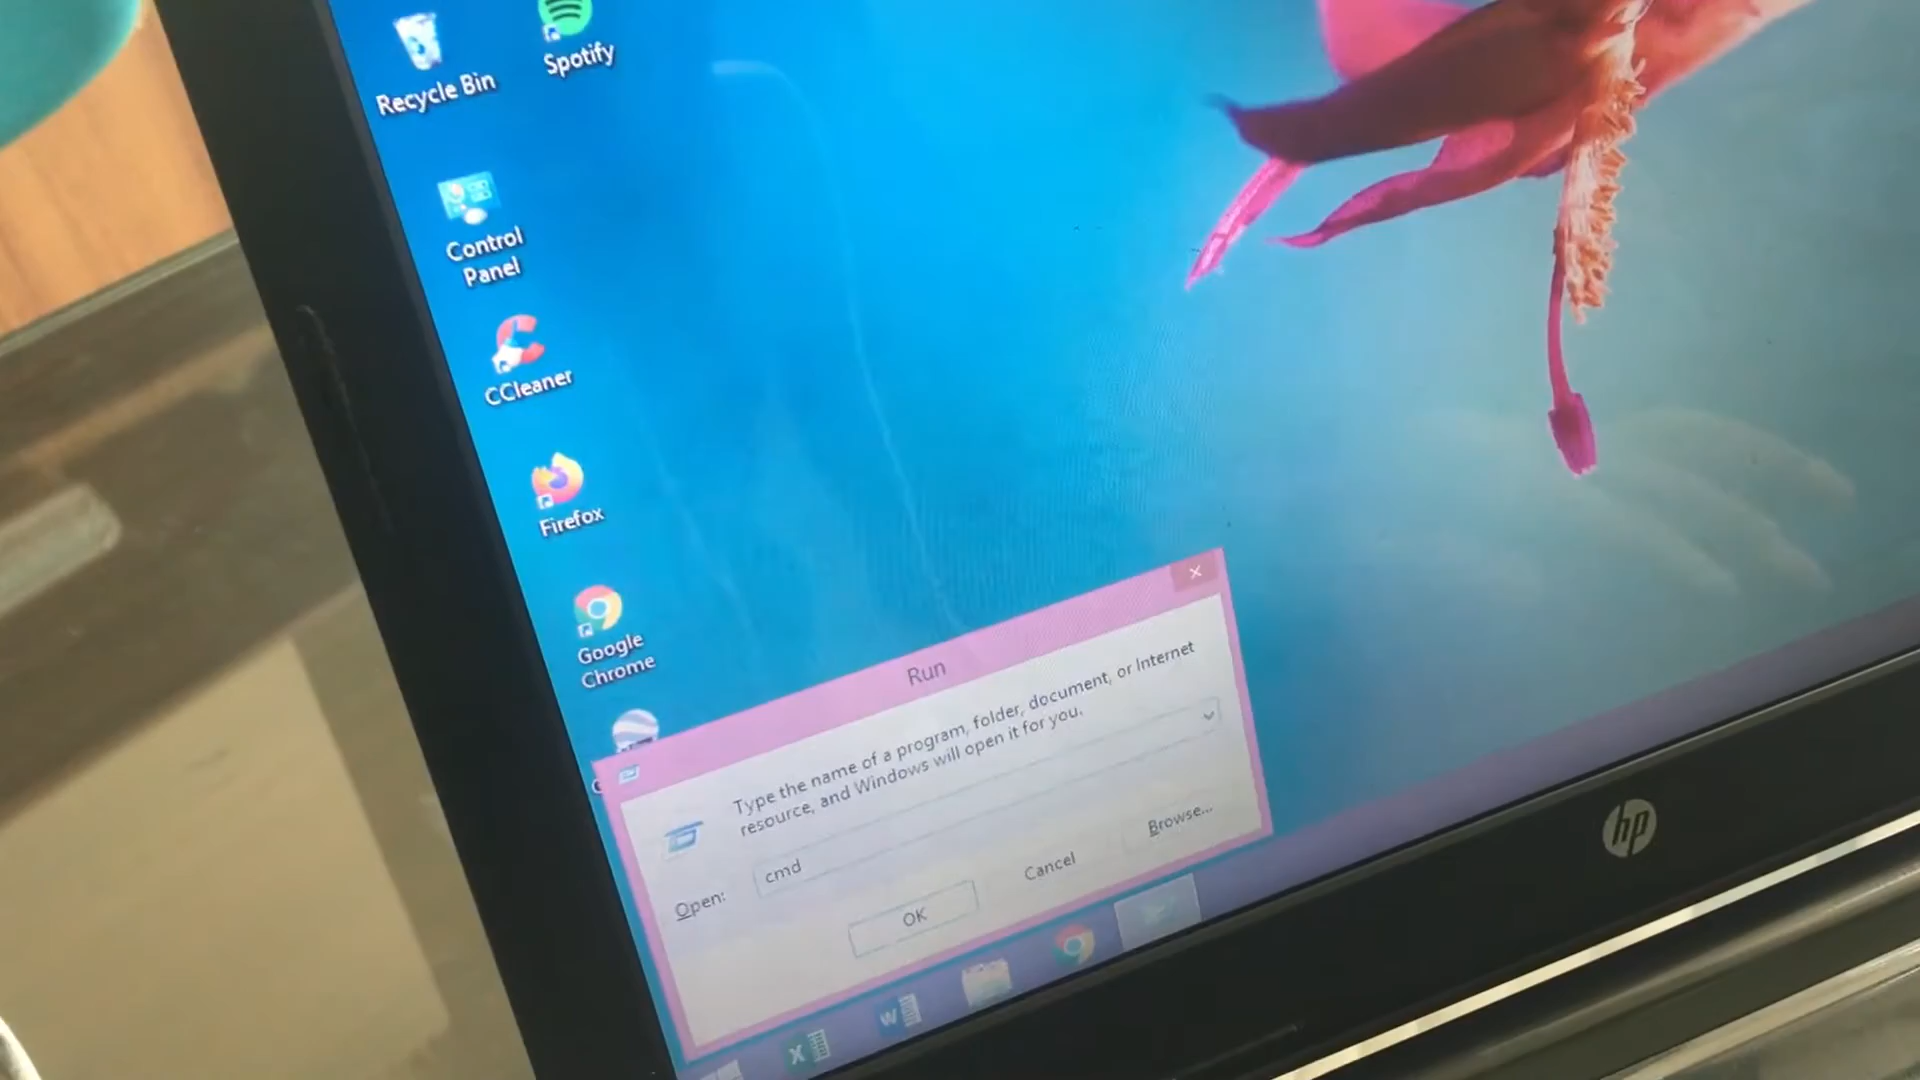 Recycle Bin
Spotify
Control
Panel
CCleaner
Firefox
Google
Chrome
Run
Type the name of a program, folder, document, or Internet
resource, and Windows will open it for you.
Open:
cmd
OK
Cancel
Browse...
hp